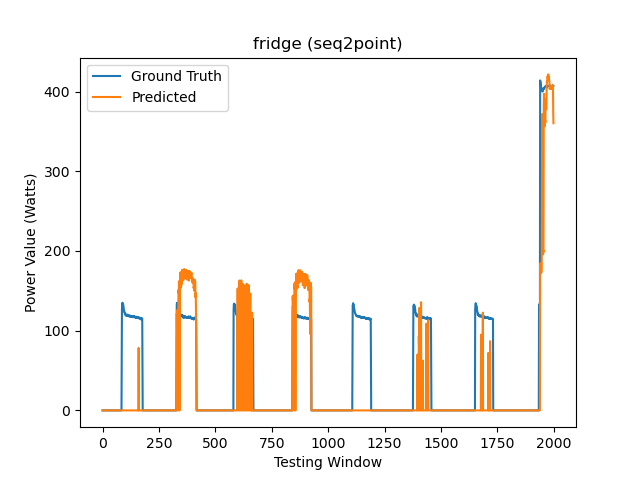 fridge (seq2point)
Ground Truth
Predicted
Power Value (Watts)
400
300
200
100
0
0 250 500 750 1000 1250 1500 1750 2000
Testing Window